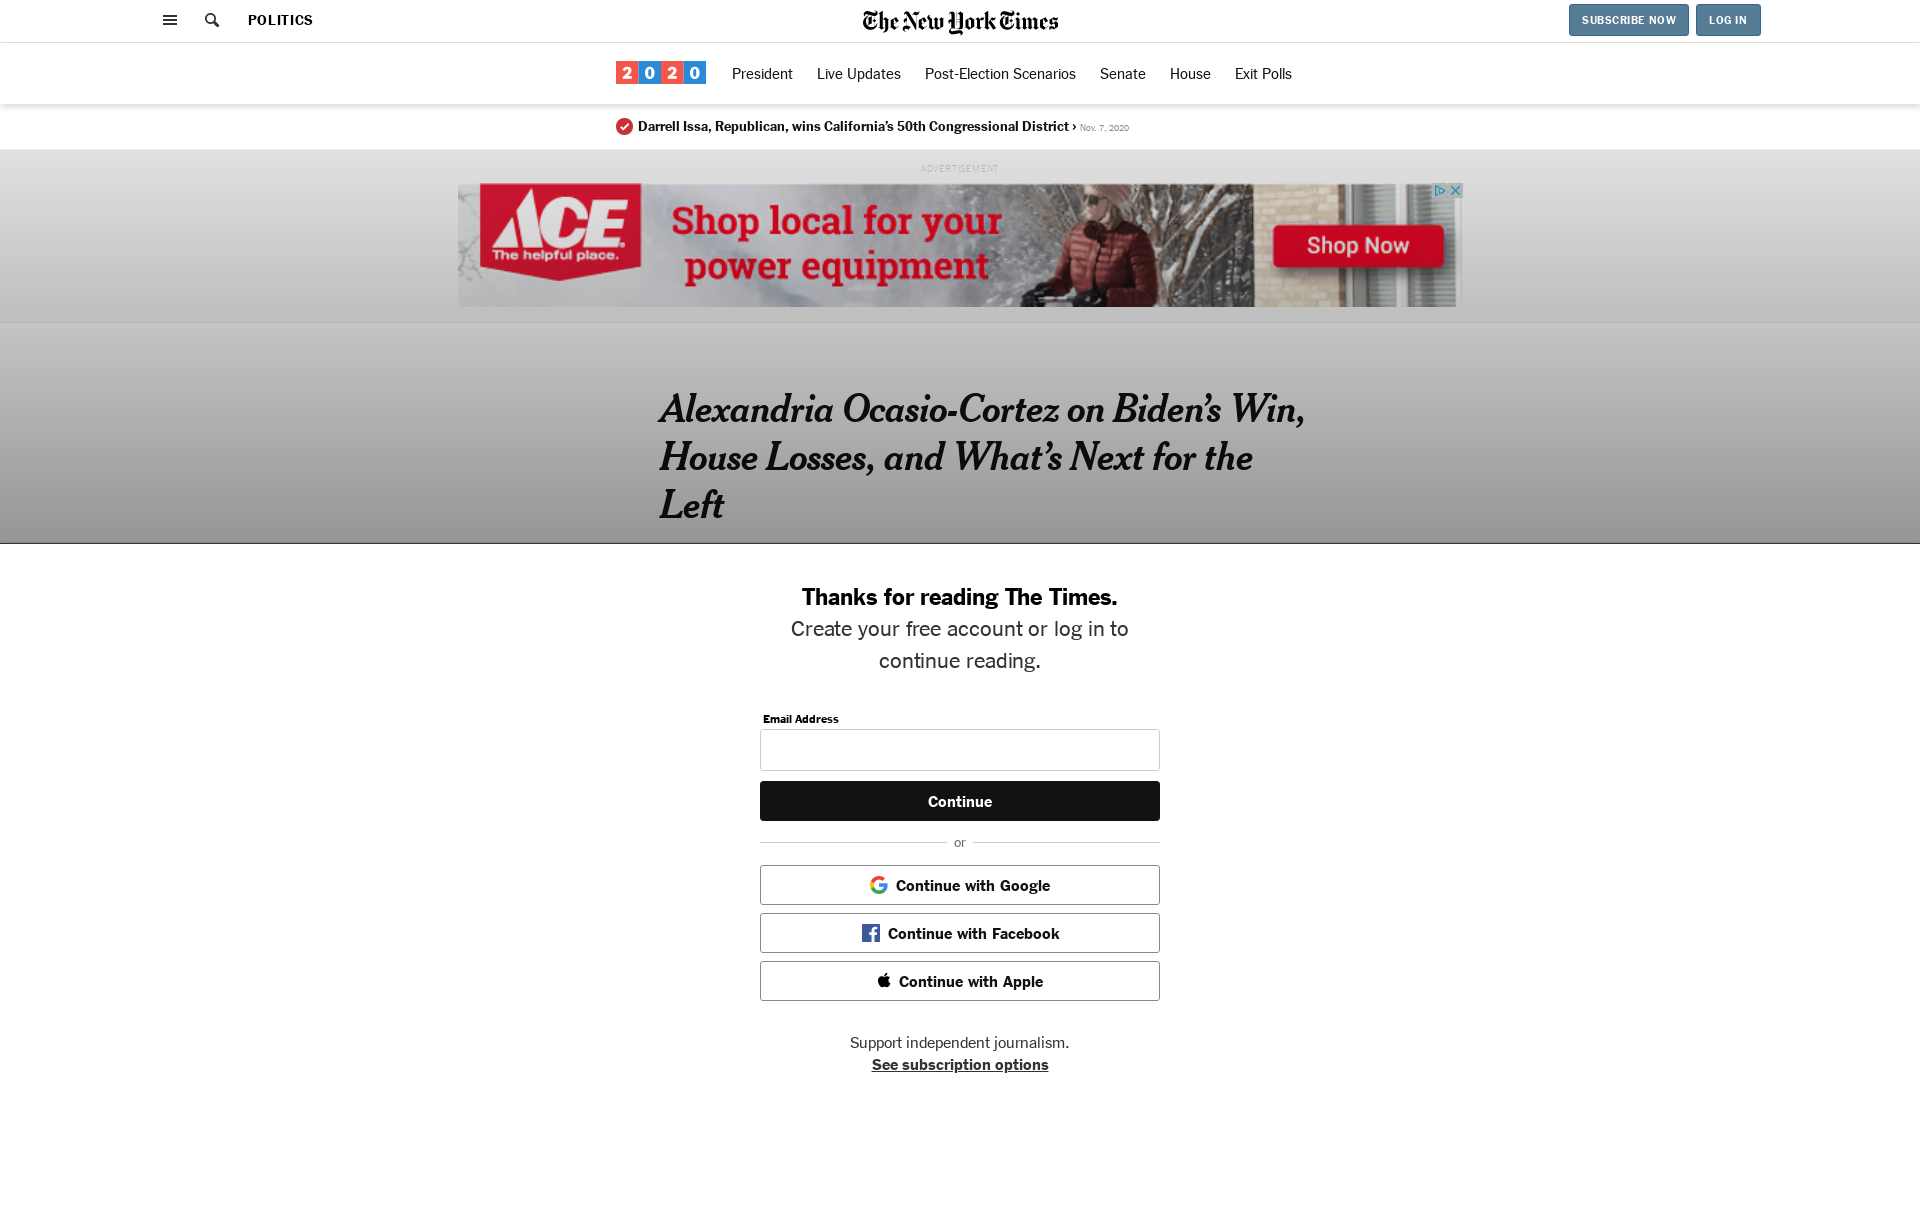 POLITICS
The New York Times
SUBSCRIBE NOW
LOG IN
2020
President
Live Updates
Post-Election Scenarios
Senate
House
Exit Polls
Darrell Issa, Republican, wins California’s 50th Congressional District › Nov. 7, 2020
ADVERTISEMENT
ACE
The helpful place.
Shop local for your
power equipment
Shop Now
Alexandria Ocasio-Cortez on Biden’s Win,
House Losses, and What’s Next for the
Left
Thanks for reading The Times.
Create your free account or log in to
continue reading.
Email Address
Continue
or
Continue with Google
Continue with Facebook
Continue with Apple
Support independent journalism.
See subscription options